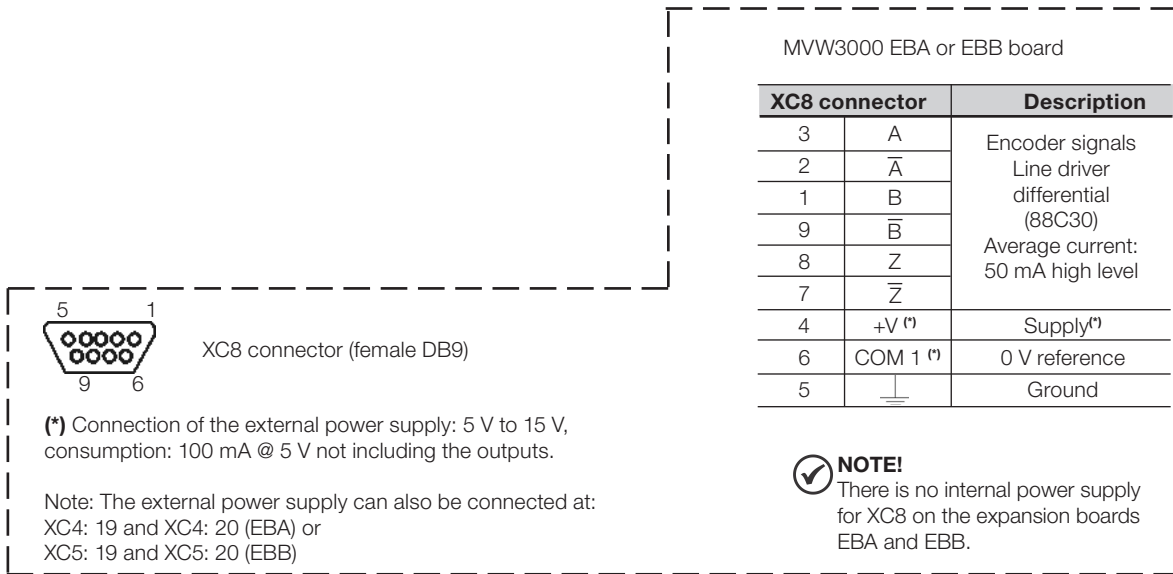 MVW3000 EBA or EBB board
XC8 connector Description
3 A
2 A̅
1 B
9 B̅
8 Z
7 Z̅
Encoder signals
Line driver
differential
(88C30)
Average current:
50 mA high level
4 +V (*) Supply(*)
6 COM 1 (*) 0 V reference
5 Ground
5 1
9 6
XC8 connector (female DB9)
(*) Connection of the external power supply: 5 V to 15 V,
consumption: 100 mA @ 5 V not including the outputs.
Note: The external power supply can also be connected at:
XC4: 19 and XC4: 20 (EBA) or
XC5: 19 and XC5: 20 (EBB)
NOTE!
There is no internal power supply
for XC8 on the expansion boards
EBA and EBB.